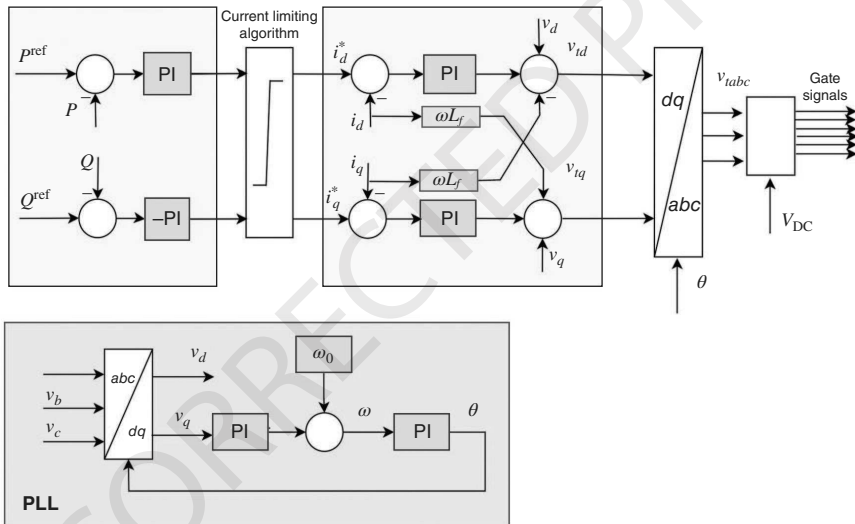 Current limiting
algorithm
P^ref
PI
P
−
Q
−
Q^ref
−PI
i_d^*
−
PI
v_d
v_td
i_d
ωL_f
−
i_q
ωL_f
v_tq
i_q^*
−
PI
v_q
dq
abc
θ
v_tabc
Gate
signals
V_DC
abc
dq
v_b
v_c
v_d
v_q
PI
ω_0
ω
PI
θ
PLL
CORRECTED P